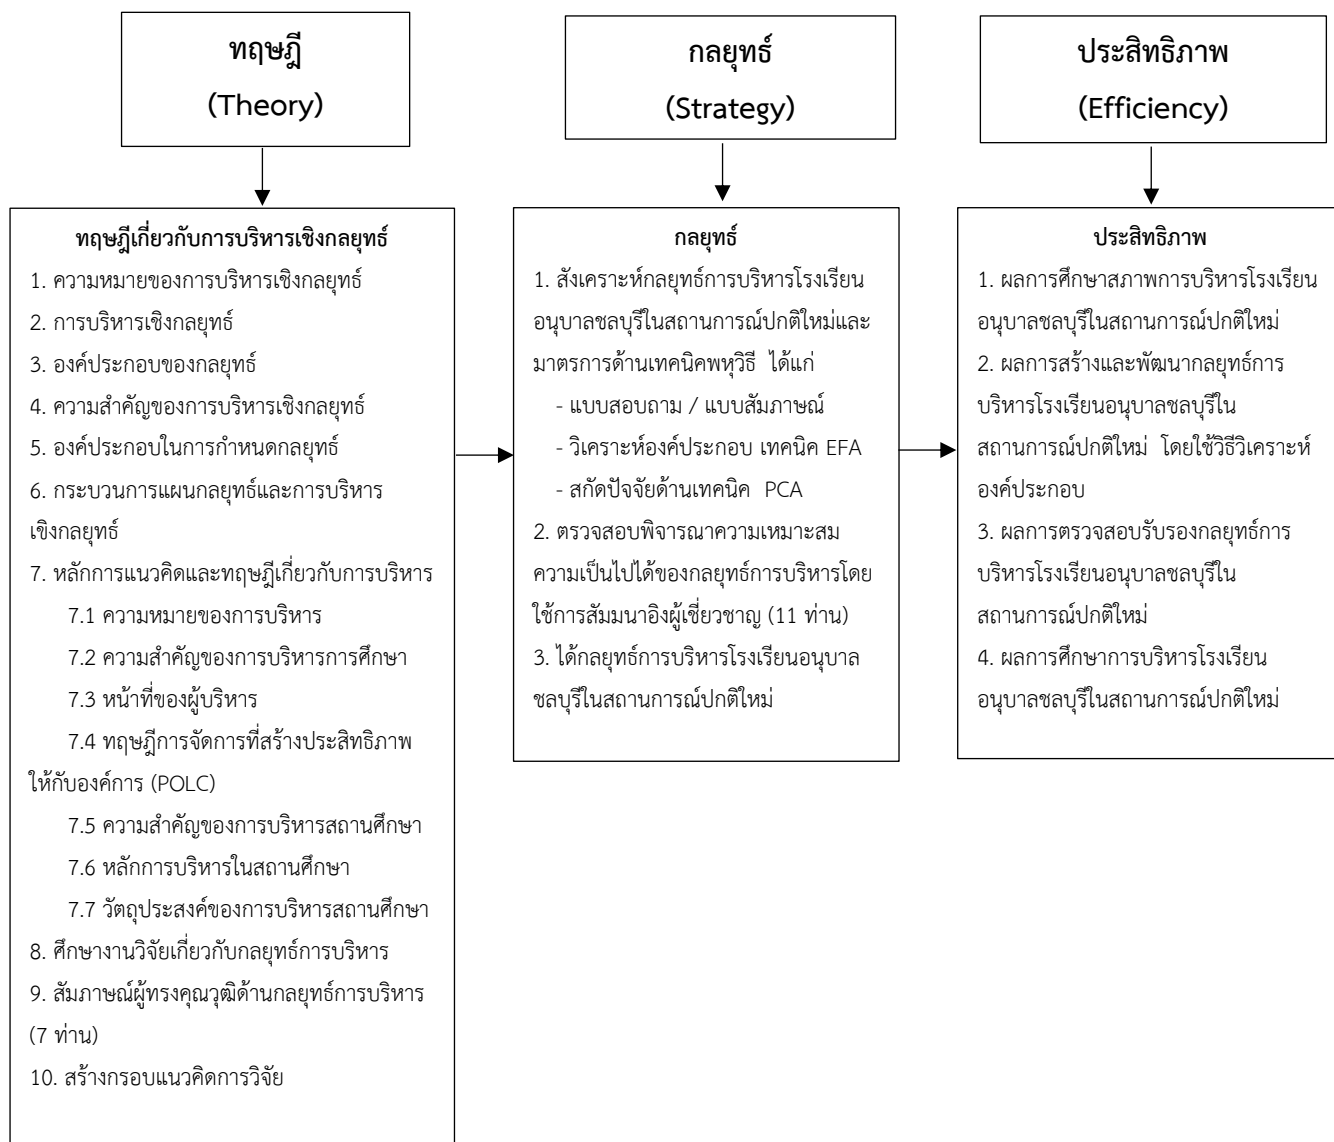 ทฤษฎี
(Theory)
กลยุทธ์
(Strategy)
ประสิทธิภาพ
(Efficiency)
ทฤษฎีเกี่ยวกับการบริหารเชิงกลยุทธ์
1. ความหมายของการบริหารเชิงกลยุทธ์
2. การบริหารเชิงกลยุทธ์
3. องค์ประกอบของกลยุทธ์
4. ความสำคัญของการบริหารเชิงกลยุทธ์
5. องค์ประกอบในการกำหนดกลยุทธ์
6. กระบวนการแผนกลยุทธ์และการบริหาร
เชิงกลยุทธ์
7. หลักการแนวคิดและทฤษฎีเกี่ยวกับการบริหาร
7.1 ความหมายของการบริหาร
7.2 ความสำคัญของการบริหารการศึกษา
7.3 หน้าที่ของผู้บริหาร
7.4 ทฤษฎีการจัดการที่สร้างประสิทธิภาพ
ให้กับองค์การ (POLC)
7.5 ความสำคัญของการบริหารสถานศึกษา
7.6 หลักการบริหารในสถานศึกษา
7.7 วัตถุประสงค์ของการบริหารสถานศึกษา
8. ศึกษางานวิจัยเกี่ยวกับกลยุทธ์การบริหาร
9. สัมภาษณ์ผู้ทรงคุณวุฒิด้านกลยุทธ์การบริหาร
(7 ท่าน)
10. สร้างกรอบแนวคิดการวิจัย
กลยุทธ์
1. สังเคราะห์กลยุทธ์การบริหารโรงเรียน
อนุบาลชลบุรีในสถานการณ์ปกติใหม่และ
มาตรการด้านเทคนิคพหุวิธี ได้แก่
- แบบสอบถาม / แบบสัมภาษณ์
- วิเคราะห์องค์ประกอบ เทคนิค EFA
- สกัดปัจจัยด้านเทคนิค PCA
2. ตรวจสอบพิจารณาความเหมาะสม
ความเป็นไปได้ของกลยุทธ์การบริหารโดย
ใช้การสัมมนาอิงผู้เชี่ยวชาญ (11 ท่าน)
3. ได้กลยุทธ์การบริหารโรงเรียนอนุบาล
ชลบุรีในสถานการณ์ปกติใหม่
ประสิทธิภาพ
1. ผลการศึกษาสภาพการบริหารโรงเรียน
อนุบาลชลบุรีในสถานการณ์ปกติใหม่
2. ผลการสร้างและพัฒนากลยุทธ์การ
บริหารโรงเรียนอนุบาลชลบุรีใน
สถานการณ์ปกติใหม่ โดยใช้วิธีวิเคราะห์
องค์ประกอบ
3. ผลการตรวจสอบรับรองกลยุทธ์การ
บริหารโรงเรียนอนุบาลชลบุรีใน
สถานการณ์ปกติใหม่
4. ผลการศึกษาการบริหารโรงเรียน
อนุบาลชลบุรีในสถานการณ์ปกติใหม่